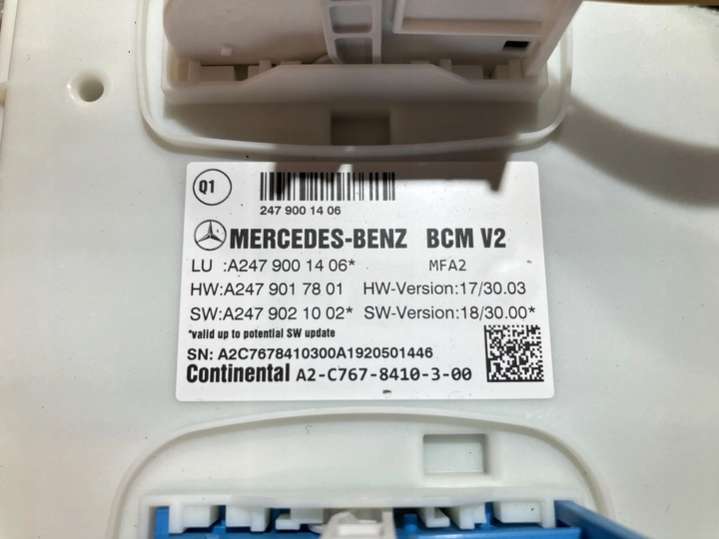 Q1
247 900 14 06
MERCEDES-BENZ BCM V2
LU :A247 900 14 06* MFA2
HW:A247 901 78 01 HW-Version:17/30.03
SW:A247 902 10 02* SW-Version:18/30.00*
*valid up to potential SW update
SN: A2C7678410300A1920501446
Continental A2-C767-8410-3-00